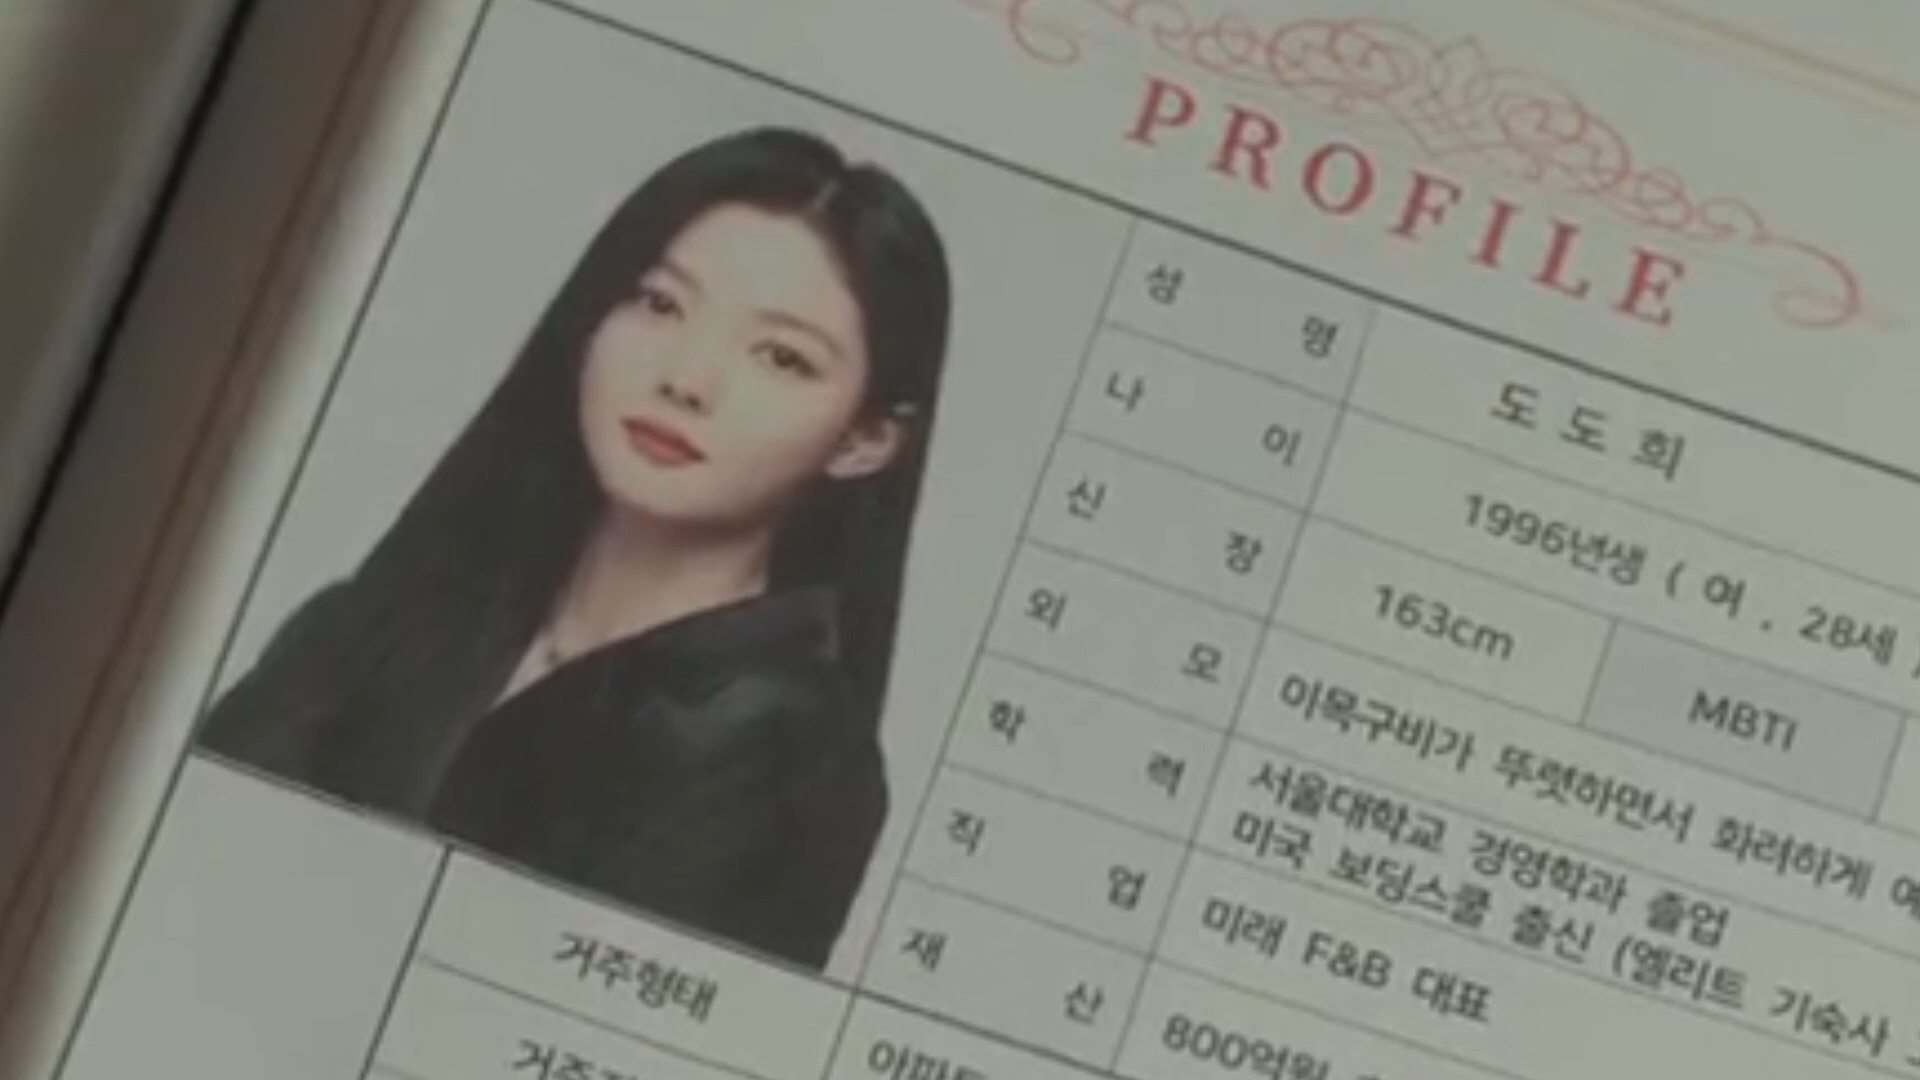 PROFILE
성 명 도 도 희
나 이 1996년생 ( 여 , 28세
신 장 163cm MBTI
외 모 이목구비가 뚜렷하면서 화려하게
학 력 서울대학교 경영학과 졸업
미국 보딩스쿨 출신 (엘리트 기숙사
직 업 미래 F&B 대표
재 산 800억원
거주형태 아파트